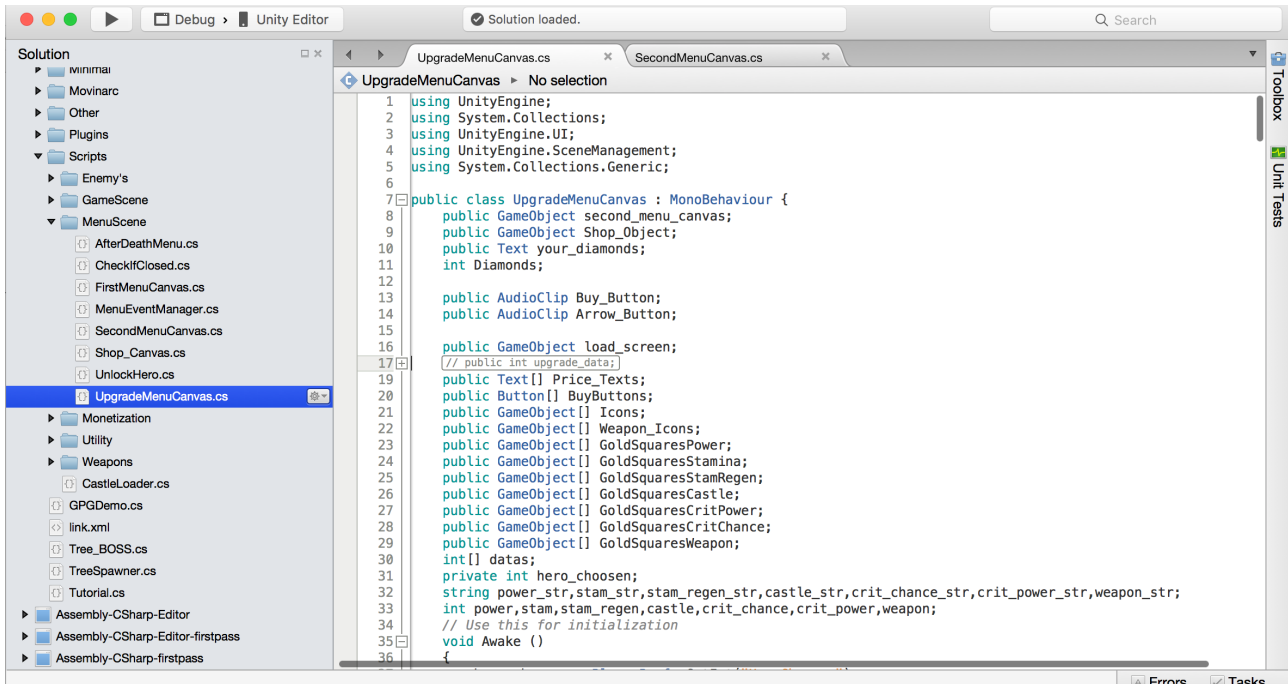 Debug › Unity Editor
Solution loaded.
Search
Solution
Minimal
Movinarc
Other
Plugins
Scripts
Enemy's
GameScene
MenuScene
AfterDeathMenu.cs
CheckIfClosed.cs
FirstMenuCanvas.cs
MenuEventManager.cs
SecondMenuCanvas.cs
Shop_Canvas.cs
UnlockHero.cs
UpgradeMenuCanvas.cs
Monetization
Utility
Weapons
CastleLoader.cs
GPGDemo.cs
link.xml
Tree_BOSS.cs
TreeSpawner.cs
Tutorial.cs
Assembly-CSharp-Editor
Assembly-CSharp-Editor-firstpass
Assembly-CSharp-firstpass
UpgradeMenuCanvas.cs
SecondMenuCanvas.cs
UpgradeMenuCanvas ▸ No selection
1 using UnityEngine;
2 using System.Collections;
3 using UnityEngine.UI;
4 using UnityEngine.SceneManagement;
5 using System.Collections.Generic;
6
7 public class UpgradeMenuCanvas : MonoBehaviour {
8 public GameObject second_menu_canvas;
9 public GameObject Shop_Object;
10 public Text your_diamonds;
11 int Diamonds;
12
13 public AudioClip Buy_Button;
14 public AudioClip Arrow_Button;
15
16 public GameObject load_screen;
17 // public int upgrade_data;
19 public Text[] Price_Texts;
20 public Button[] BuyButtons;
21 public GameObject[] Icons;
22 public GameObject[] Weapon_Icons;
23 public GameObject[] GoldSquaresPower;
24 public GameObject[] GoldSquaresStamina;
25 public GameObject[] GoldSquaresStamRegen;
26 public GameObject[] GoldSquaresCastle;
27 public GameObject[] GoldSquaresCritPower;
28 public GameObject[] GoldSquaresCritChance;
29 public GameObject[] GoldSquaresWeapon;
30 int[] datas;
31 private int hero_choosen;
32 string power_str,stam_str,stam_regen_str,castle_str,crit_chance_str,crit_power_str,weapon_str;
33 int power,stam,stam_regen,castle,crit_chance,crit_power,weapon;
34 // Use this for initialization
35 void Awake ()
36 {
Toolbox
Unit Tests
Errors
Tasks